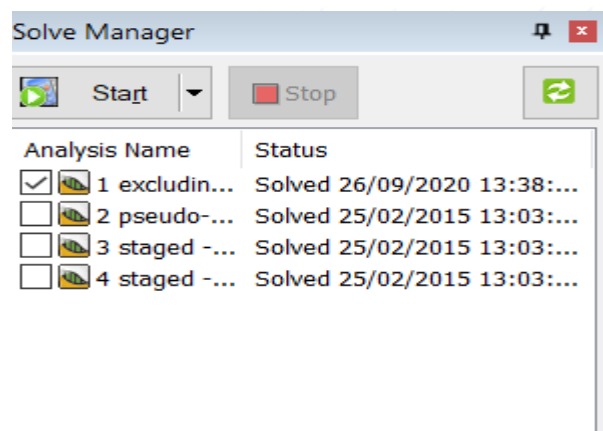 Solve Manager
Start Stop
Analysis Name Status
1 excludin... Solved 26/09/2020 13:38:...
2 pseudo-... Solved 25/02/2015 13:03:...
3 staged -... Solved 25/02/2015 13:03:...
4 staged -... Solved 25/02/2015 13:03:...